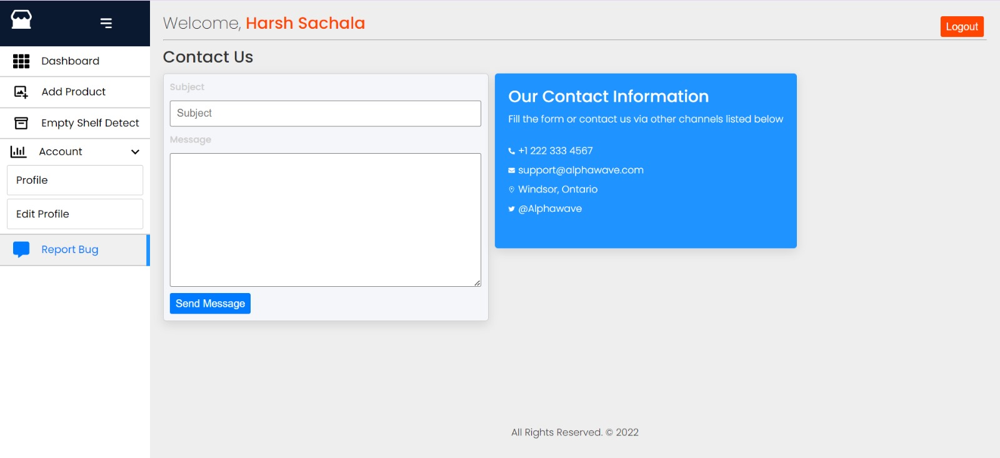 Welcome, Harsh Sachala
Logout
Dashboard
Add Product
Empty Shelf Detect
Account
Profile
Edit Profile
Report Bug
Contact Us
Subject
Subject
Message
Send Message
Our Contact Information
Fill the form or contact us via other channels listed below
+1 222 333 4567
support@alphawave.com
Windsor, Ontario
@Alphawave
All Rights Reserved. © 2022